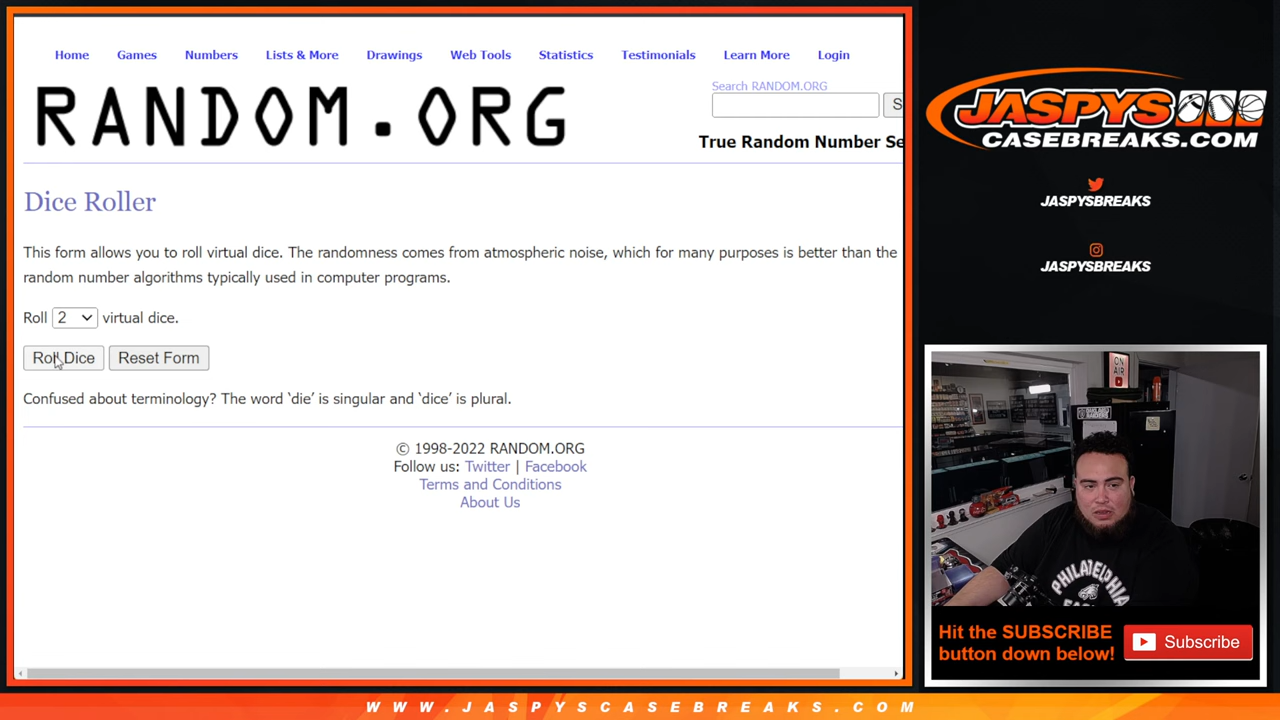 Home Games Numbers Lists & More Drawings Web Tools Statistics Testimonials Learn More Login
Search RANDOM.ORG
RANDOM.ORG
S
True Random Number Se
Dice Roller
This form allows you to roll virtual dice. The randomness comes from atmospheric noise, which for many purposes is better than the
random number algorithms typically used in computer programs.
Roll 2 virtual dice.
Roll Dice Reset Form
Confused about terminology? The word ‘die’ is singular and ‘dice’ is plural.
© 1998-2022 RANDOM.ORG
Follow us: Twitter | Facebook
Terms and Conditions
About Us
JASPYS
CASEBREAKS.COM
JASPYSBREAKS
JASPYSBREAKS
ON
AIR
PHILADELPHIA
Hit the SUBSCRIBE
button down below!
Subscribe
WWW.JASPYSCASEBREAKS.COM